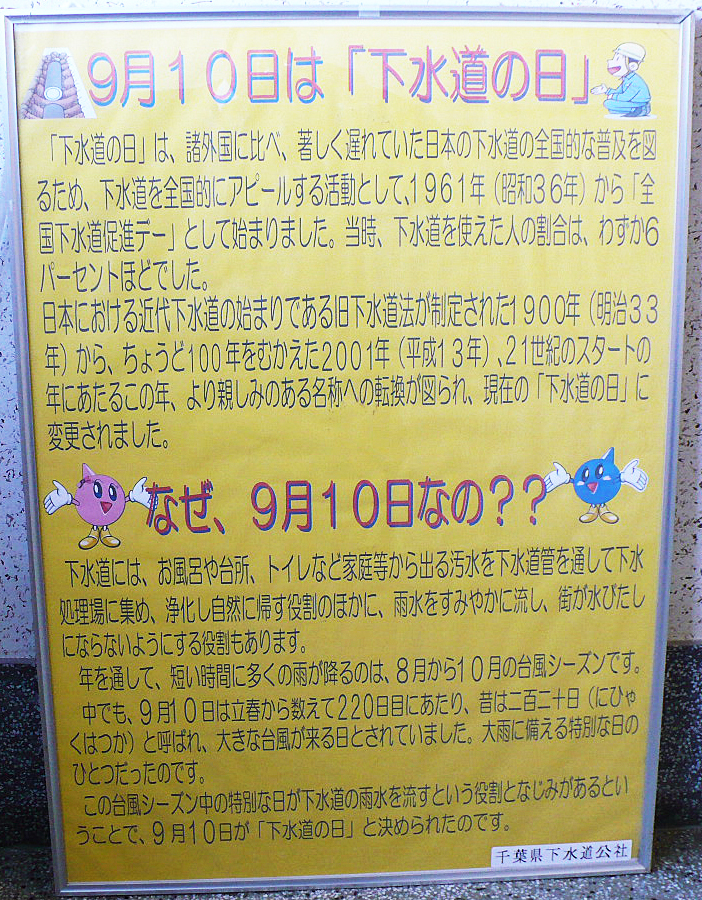 9月10日は「下水道の日」
「下水道の日」は、諸外国に比べ、著しく遅れていた日本の下水道の全国的な普及を図
るため、下水道を全国的にアピールする活動として、1961年(昭和36年)から「全
国下水道促進デー」として始まりました。当時、下水道を使えた人の割合は、わずか6
パーセントほどでした。
日本における近代下水道の始まりである旧下水道法が制定された1900年(明治33
年)から、ちょうど100年をむかえた2001年(平成13年)、21世紀のスタートの
年にあたるこの年、より親しみのある名称への転換が図られ、現在の「下水道の日」に
変更されました。
なぜ、9月10日なの??
下水道には、お風呂や台所、トイレなど家庭等から出る汚水を下水道管を通して下水
処理場に集め、浄化し自然に帰す役割のほかに、雨水をすみやかに流し、街が水びたし
にならないようにする役割もあります。
年を通して、短い時間に多くの雨が降るのは、8月から10月の台風シーズンです。
中でも、9月10日は立春から数えて220日目にあたり、昔は二百二十日(にひゃ
くはつか)と呼ばれ、大きな台風が来る日とされていました。大雨に備える特別な日の
ひとつだったのです。
この台風シーズン中の特別な日が下水道の雨水を流すという役割となじみがあるとい
うことで、9月10日が「下水道の日」と決められたのです。
千葉県下水道公社